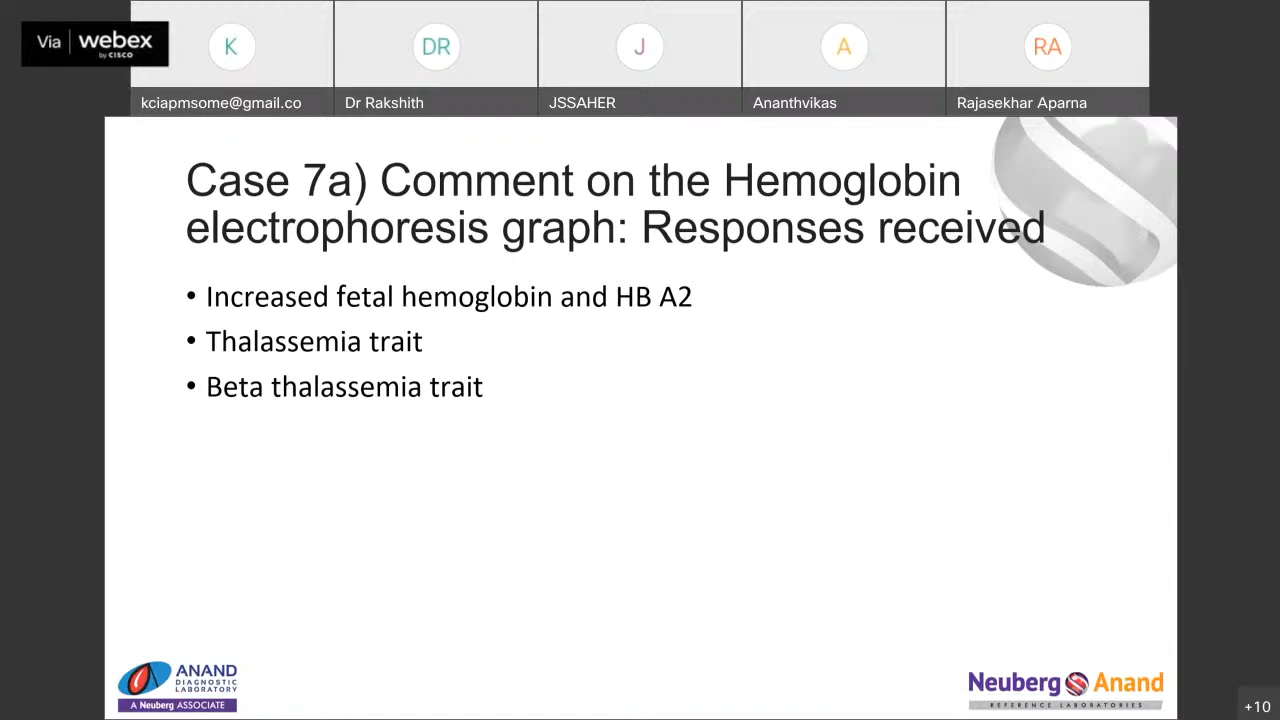 Via webex
by CISCO
K
DR
J
A
RA
kciapmsome@gmail.co
Dr Rakshith
JSSAHER
Ananthvikas
Rajasekhar Aparna
Case 7a) Comment on the Hemoglobin
electrophoresis graph: Responses received
• Increased fetal hemoglobin and HB A2
• Thalassemia trait
• Beta thalassemia trait
ANAND
DIAGNOSTIC
LABORATORY
A Neuberg ASSOCIATE
Neuberg Anand
REFERENCE LABORATORIES
+10